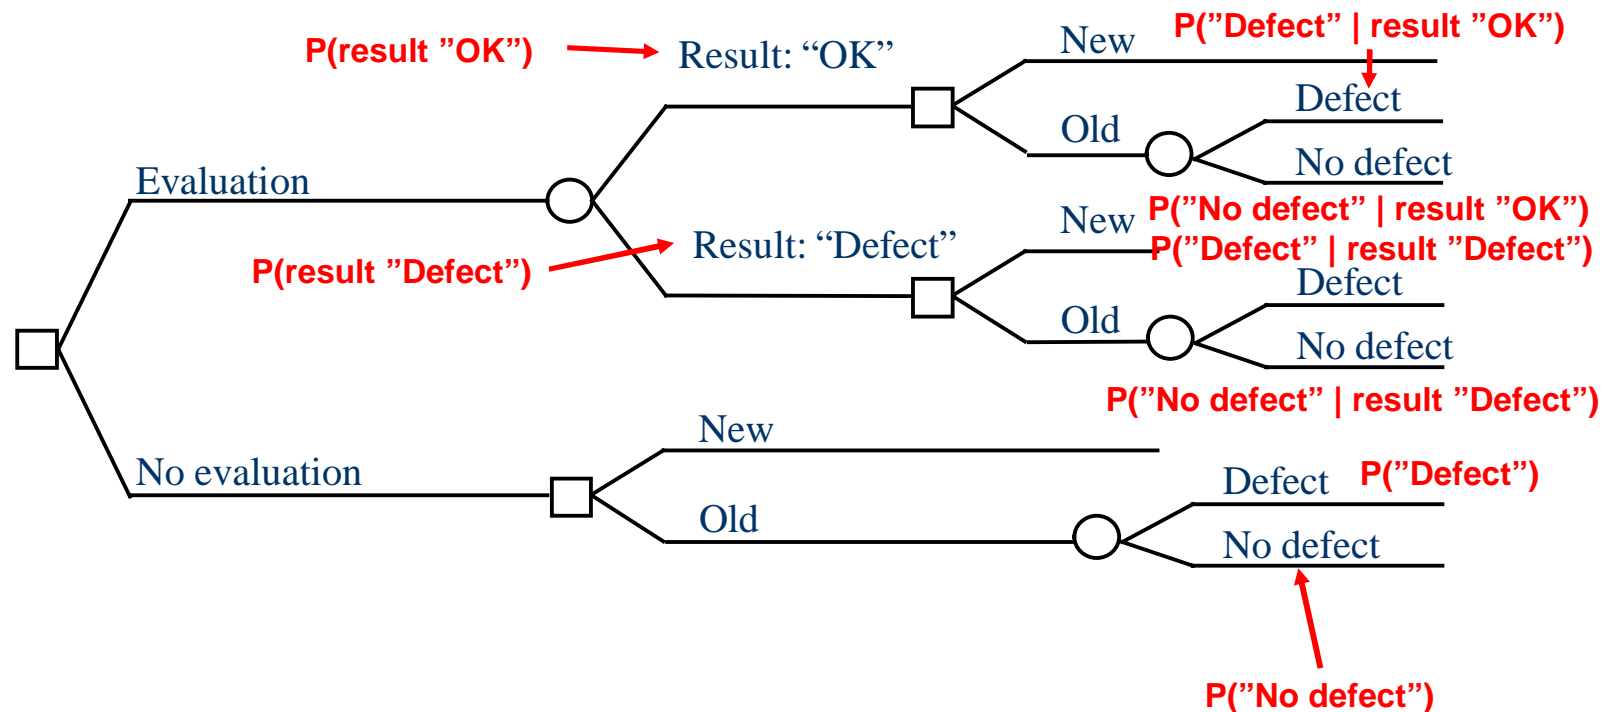 P("Defect" | result "OK")
P(result "OK")
Result: “OK”
New
Defect
Old
No defect
Evaluation
P(”No defect” | result ”OK”)
New
P(”Defect” | result ”Defect”)
Result: “Defect”
P(result ”Defect”)
Defect
Old
No defect
P(”No defect” | result ”Defect”)
New
No evaluation
Defect
P(”Defect”)
Old
No defect
P(”No defect”)